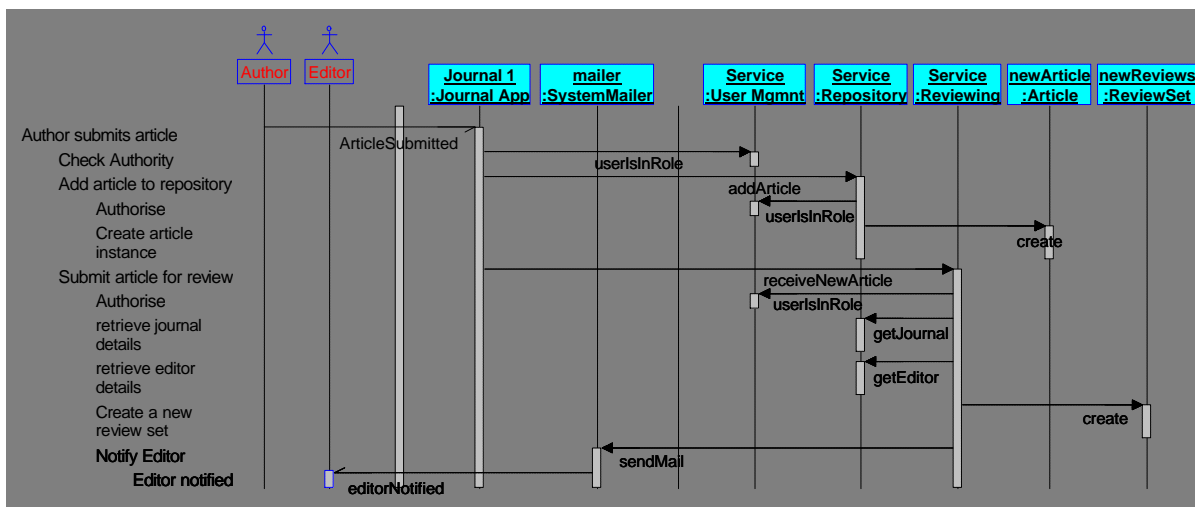 Author
Editor
Journal 1
:Journal App
mailer
:SystemMailer
Service
:User Mgmnt
Service
:Repository
Service
:Reviewing
newArticle
:Article
newReviews
:ReviewSet
Author submits article
ArticleSubmitted
Check Authority
userIsInRole
Add article to repository
addArticle
Authorise
userIsInRole
Create article
instance
create
Submit article for review
receiveNewArticle
Authorise
userIsInRole
retrieve journal
details
getJournal
retrieve editor
details
getEditor
Create a new
review set
create
Notify Editor
sendMail
Editor notified
editorNotified